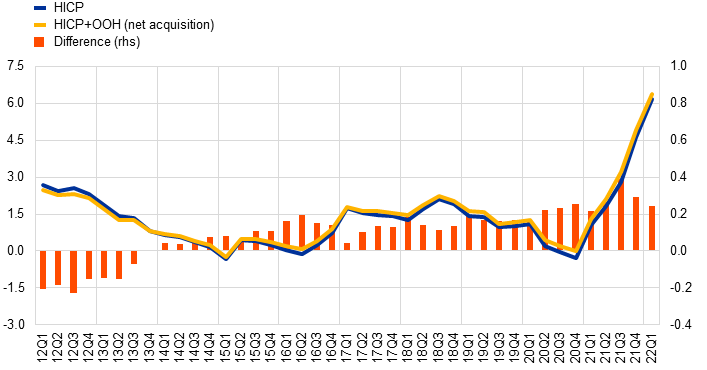 HICP
HICP+OOH (net acquisition)
Difference (rhs)
7.5 1.0
6.0 0.8
4.5 0.6
3.0 0.4
1.5 0.2
0.0 0.0
-1.5 -0.2
-3.0 -0.4
12Q1
12Q2
12Q3
12Q4
13Q1
13Q2
13Q3
13Q4
14Q1
14Q2
14Q3
14Q4
15Q1
15Q2
15Q3
15Q4
16Q1
16Q2
16Q3
16Q4
17Q1
17Q2
17Q3
17Q4
18Q1
18Q2
18Q3
18Q4
19Q1
19Q2
19Q3
19Q4
20Q1
20Q2
20Q3
20Q4
21Q1
21Q2
21Q3
21Q4
22Q1